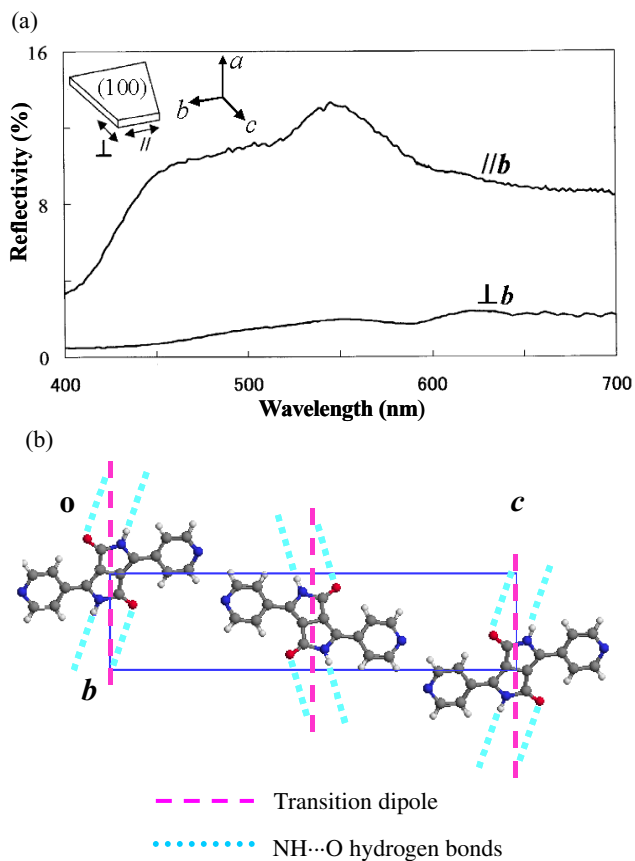 (a)
16
8
0
Reflectivity (%)
(100)
⊥
//
a
b
c
//b
⊥b
400
500
600
700
Wavelength (nm)
(b)
o
c
b
Transition dipole
NH···O hydrogen bonds